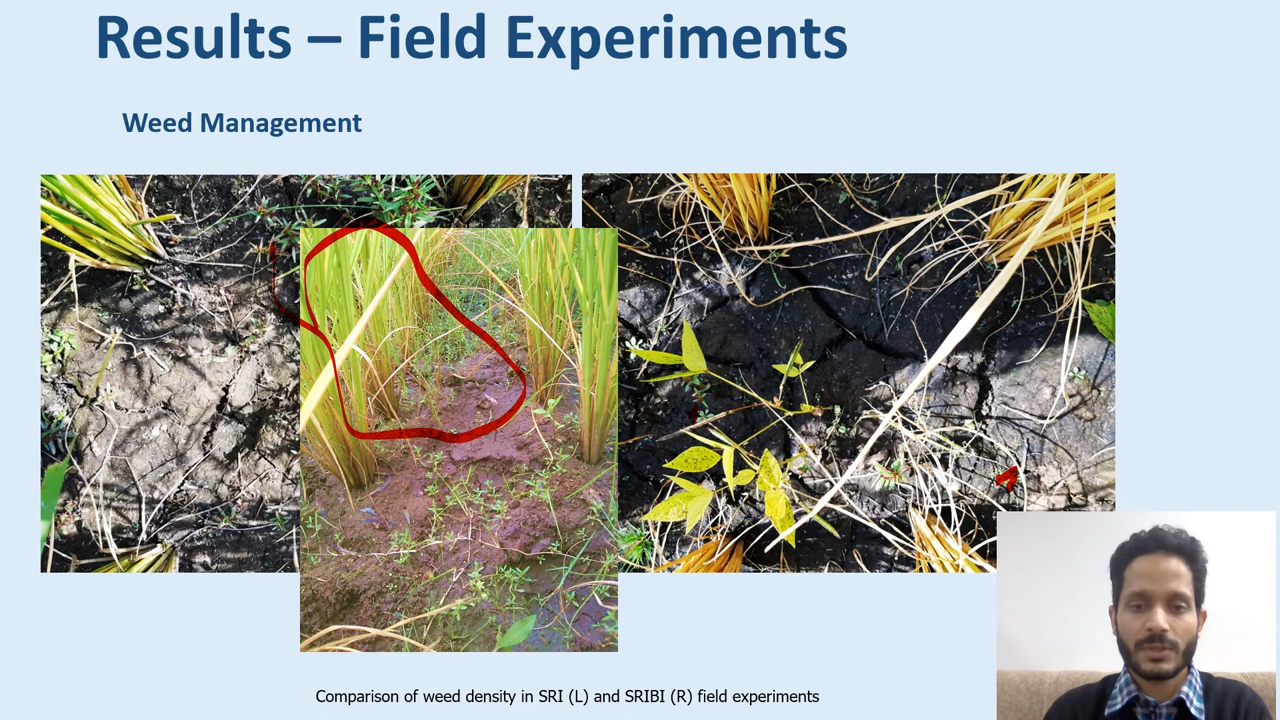 Results – Field Experiments
Weed Management
Comparison of weed density in SRI (L) and SRIBI (R) field experiments